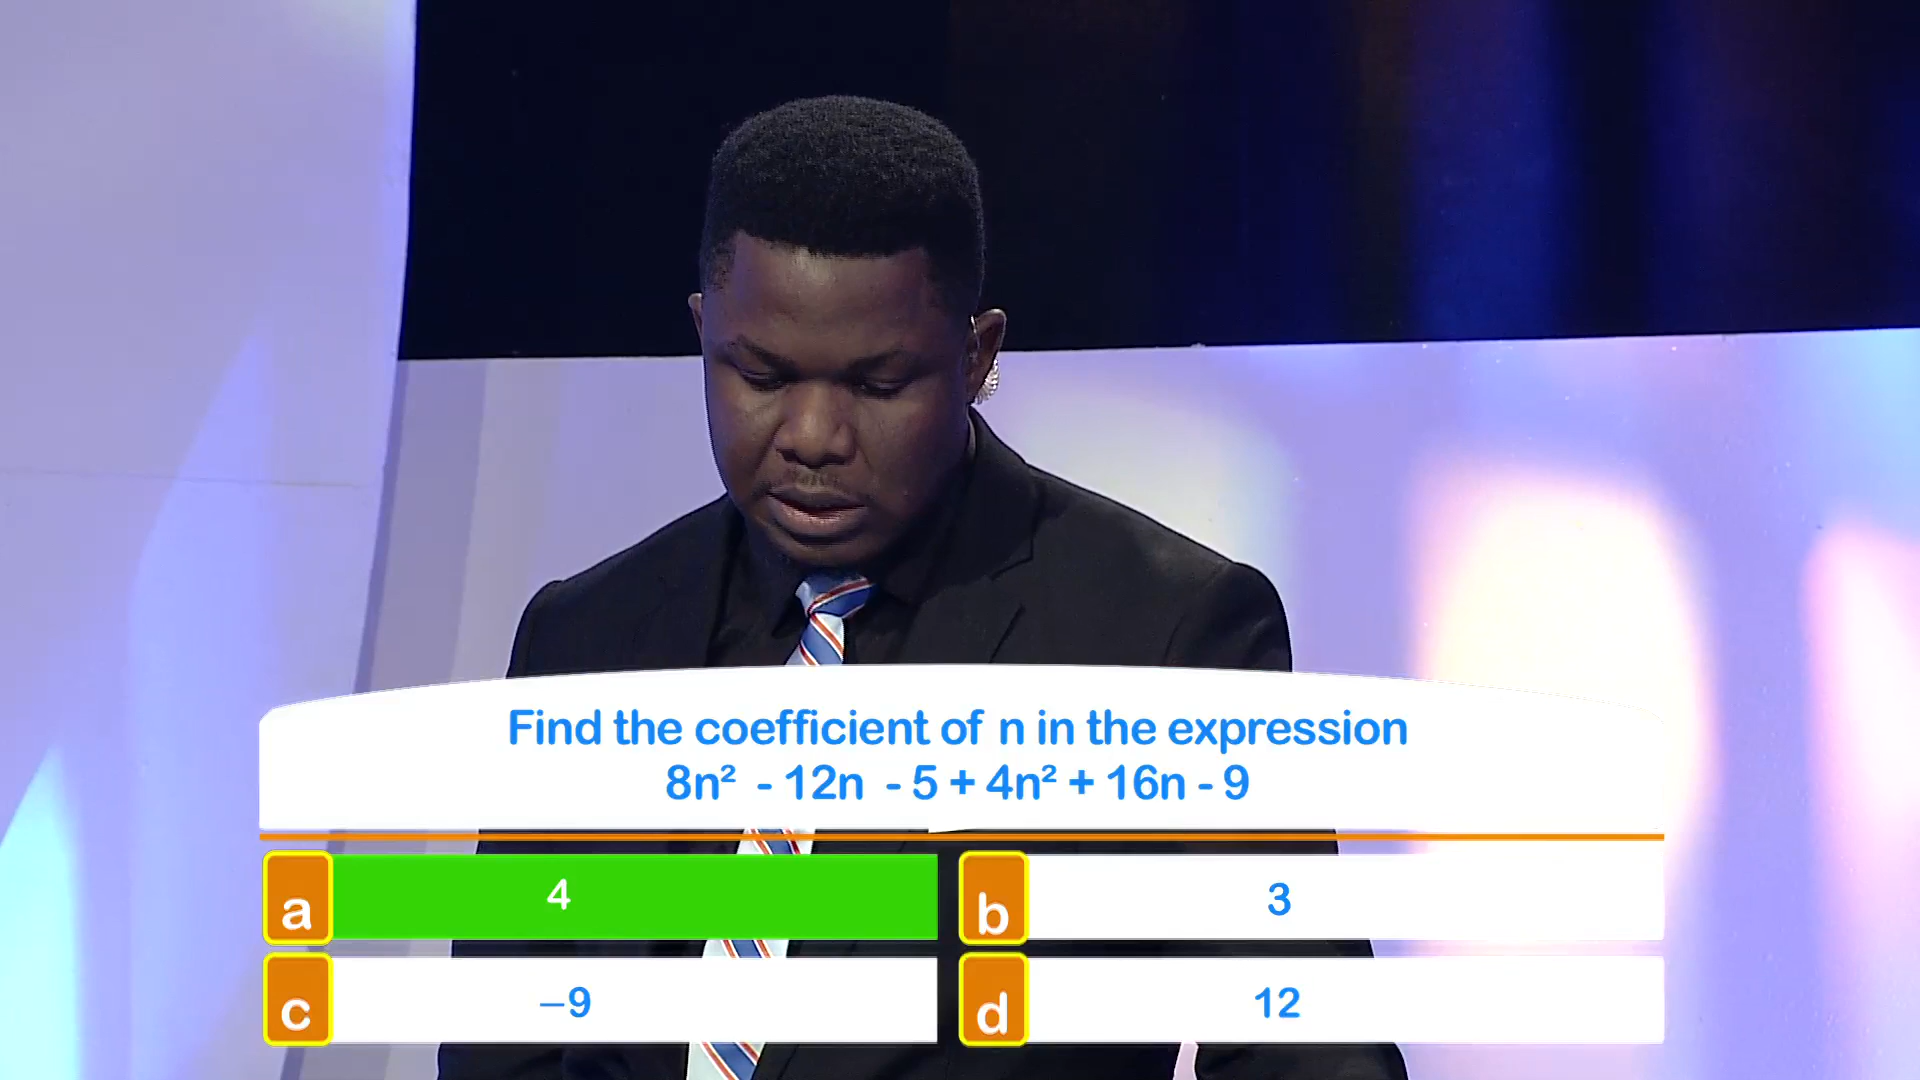 Find the coefficient of n in the expression
8n² - 12n - 5 + 4n² + 16n - 9
a 4
b 3
c –9
d 12